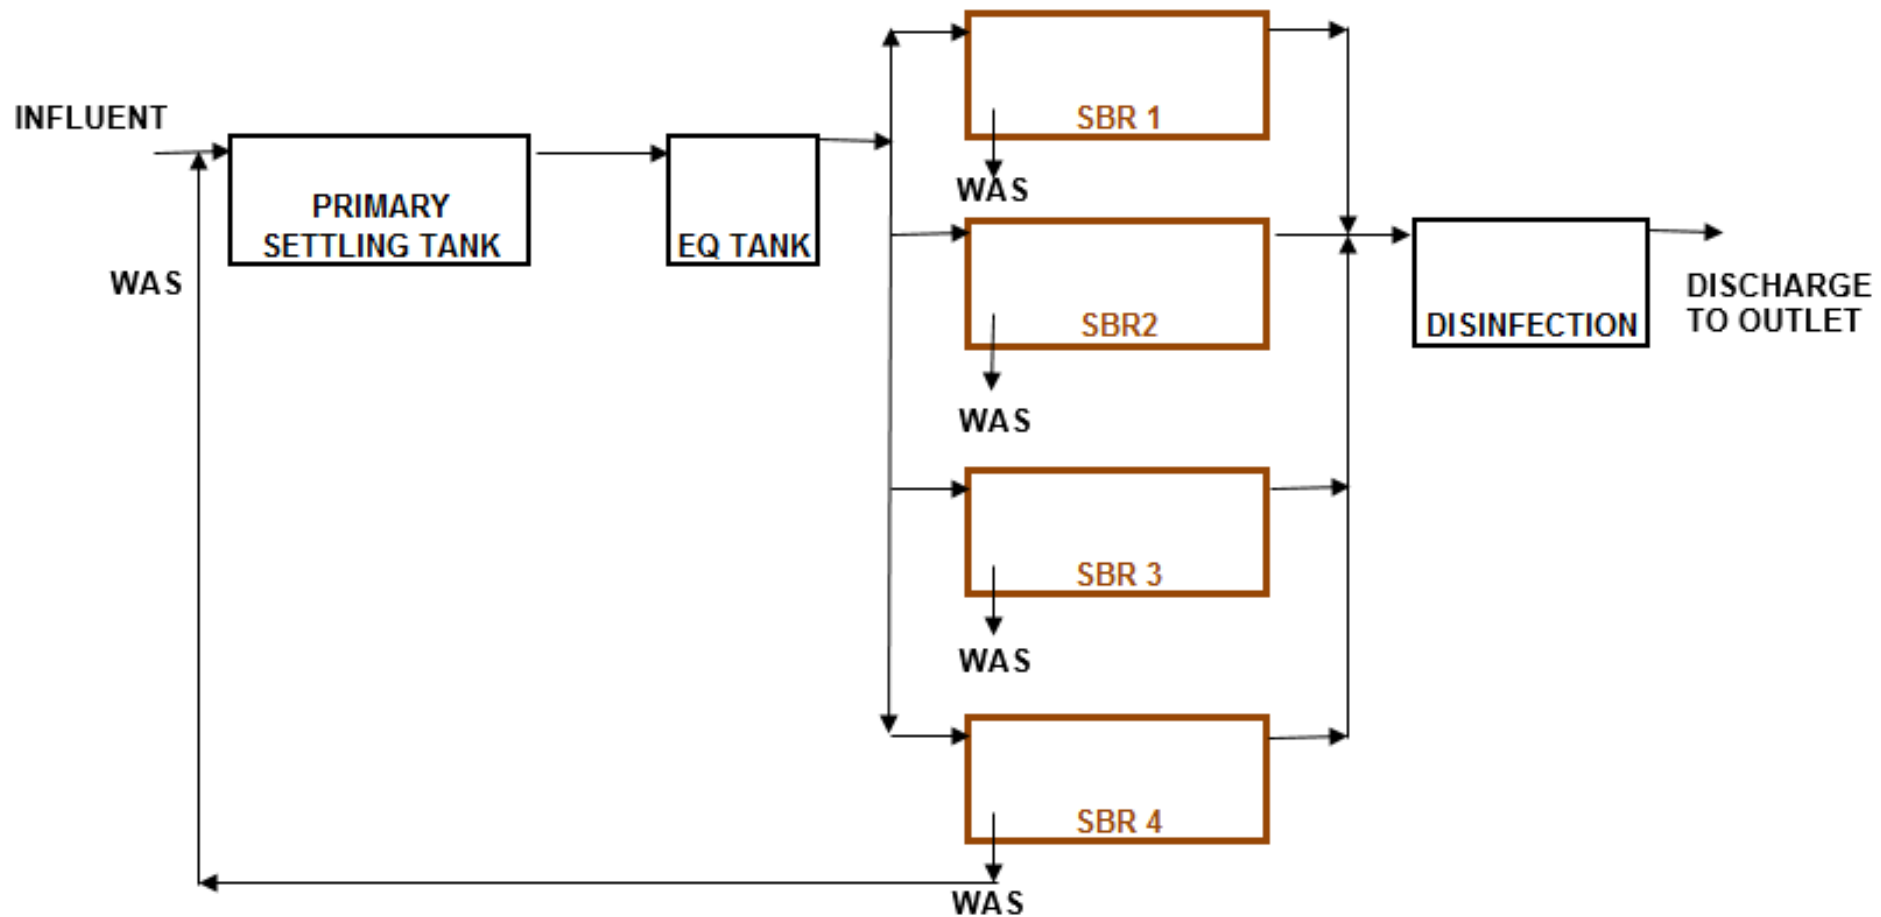 INFLUENT
PRIMARY
SETTLING TANK
WAS
EQ TANK
SBR 1
WAS
SBR2
WAS
SBR 3
WAS
SBR 4
WAS
DISINFECTION
DISCHARGE
TO OUTLET